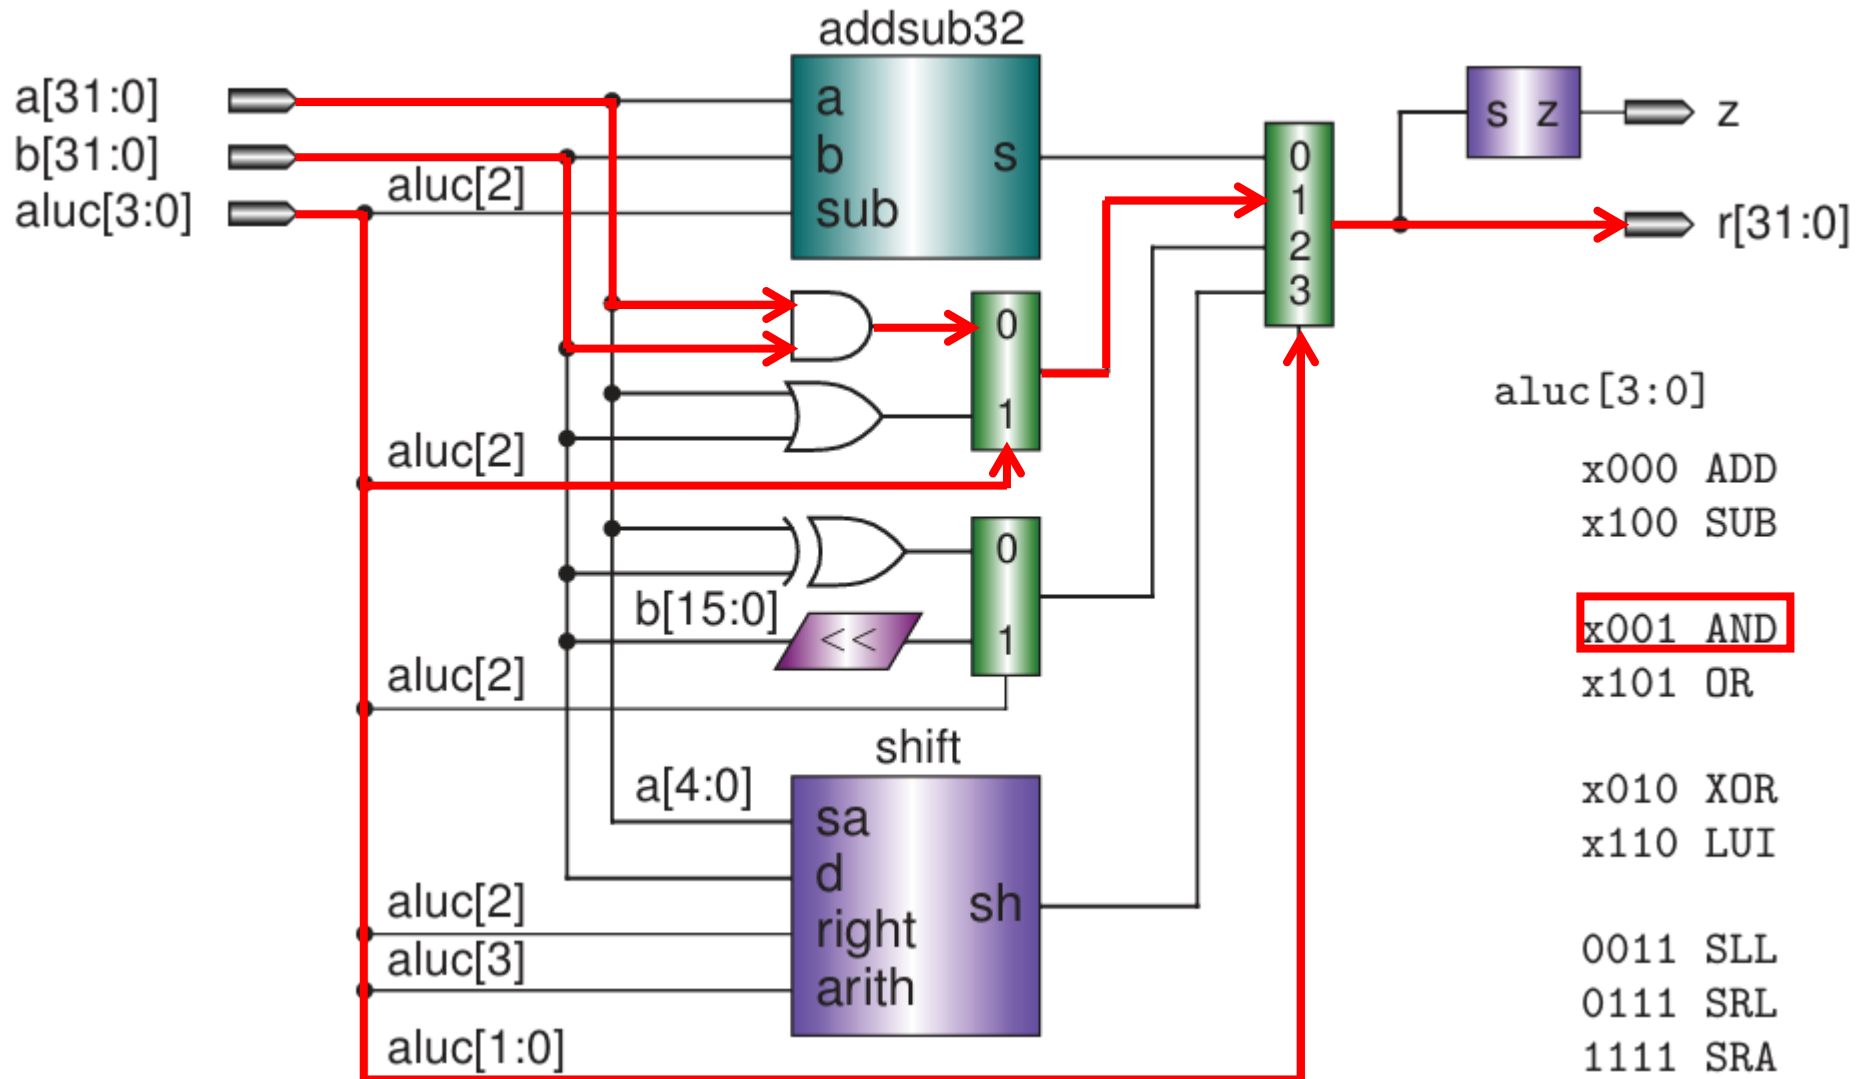 addsub32
a[31:0]
b[31:0]
aluc[3:0]
aluc[2]
a
b
s
sub
0
1
2
3
s z
z
r[31:0]
0
1
aluc[2]
0
1
b[15:0]
<<
aluc[2]
shift
a[4:0]
sa
d
right
sh
arith
aluc[2]
aluc[3]
aluc[1:0]
aluc[3:0]
x000 ADD
x100 SUB
x001 AND
x101 OR
x010 XOR
x110 LUI
0011 SLL
0111 SRL
1111 SRA